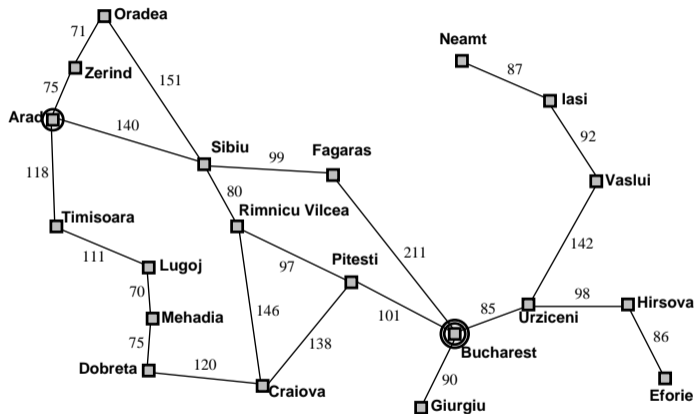 Oradea
71
Neamt
Zerind
87
75
151
Iasi
Arad
140
92
Sibiu
99
Fagaras
118
80
Vaslui
Timisoara
Rimnicu Vilcea
142
111
211
Lugoj
97
Pitesti
70
98
Hirsova
Mehadia
146
101
85
Urziceni
86
75
138
Bucharest
120
Dobreta
90
Craiova
Eforie
Giurgiu